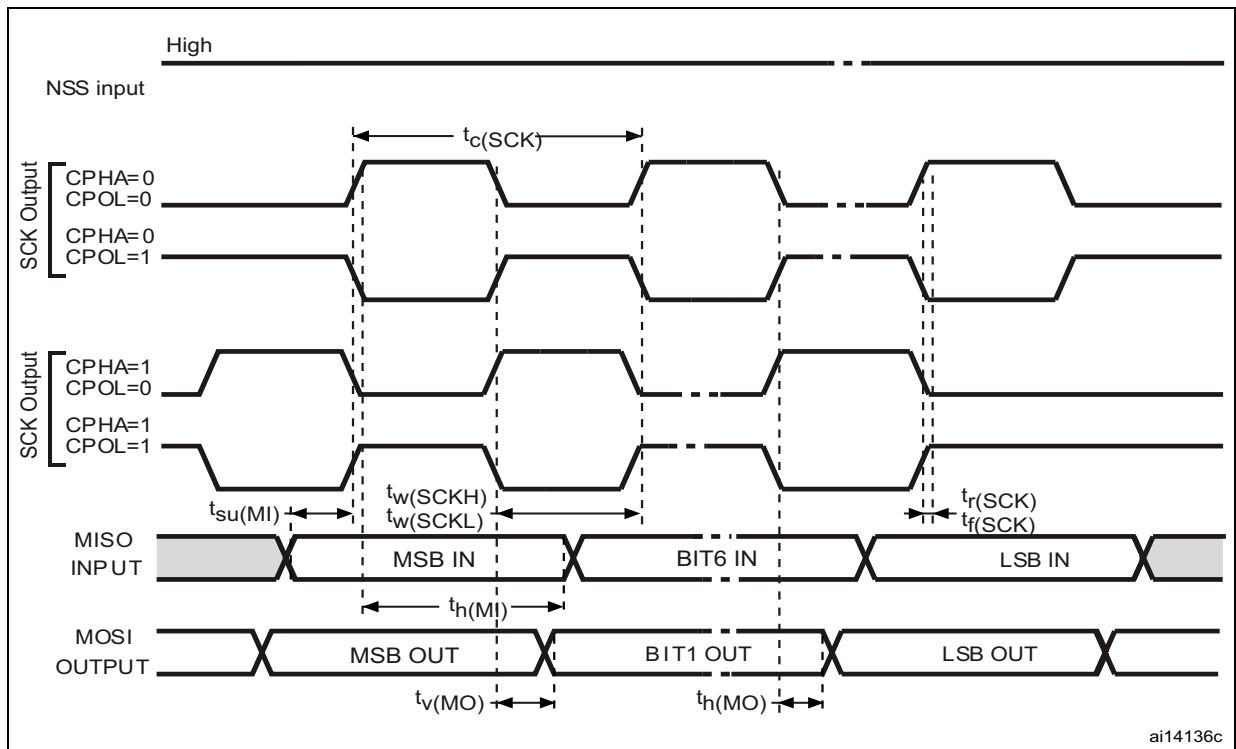 High
NSS input
tc(SCK)
SCK Output
CPHA=0
CPOL=0
CPHA=0
CPOL=1
SCK Output
CPHA=1
CPOL=0
CPHA=1
CPOL=1
tsu(MI)
tw(SCKH)
tw(SCKL)
tr(SCK)
tf(SCK)
MISO
INPUT
MSB IN
BIT6 IN
LSB IN
th(MI)
MOSI
OUTPUT
MSB OUT
BIT1 OUT
LSB OUT
tv(MO)
th(MO)
ai14136c